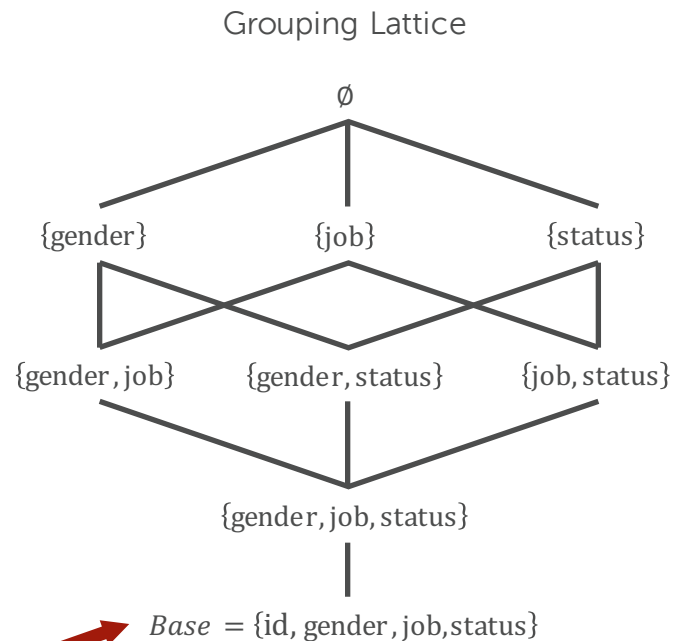 Grouping Lattice
∅
{gender} {job} {status}
{gender, job} {gender, status} {job, status}
{gender, job, status}
Base = {id, gender, job, status}